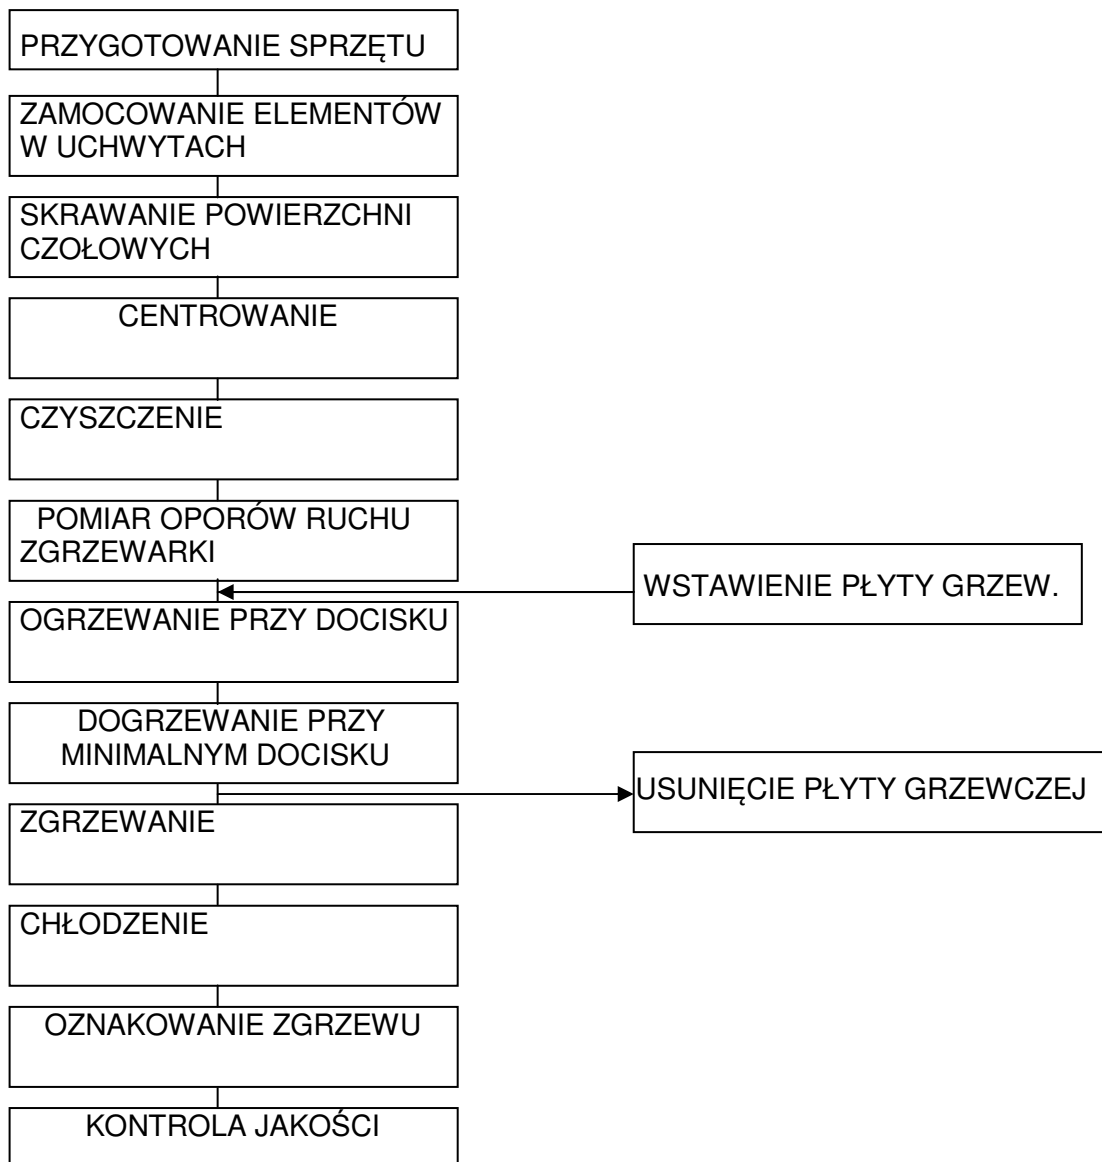 PRZYGOTOWANIE SPRZĘTU
ZAMOCOWANIE ELEMENTÓW
W UCHWYTACH
SKRAWANIE POWIERZCHNI
CZOŁOWYCH
CENTROWANIE
CZYSZCZENIE
POMIAR OPORÓW RUCHU
ZGRZEWARKI
WSTAWIENIE PŁYTY GRZEW.
OGRZEWANIE PRZY DOCISKU
DOGRZEWANIE PRZY
MINIMALNYM DOCISKU
USUNIĘCIE PŁYTY GRZEWCZEJ
ZGRZEWANIE
CHŁODZENIE
OZNAKOWANIE ZGRZEWU
KONTROLA JAKOŚCI